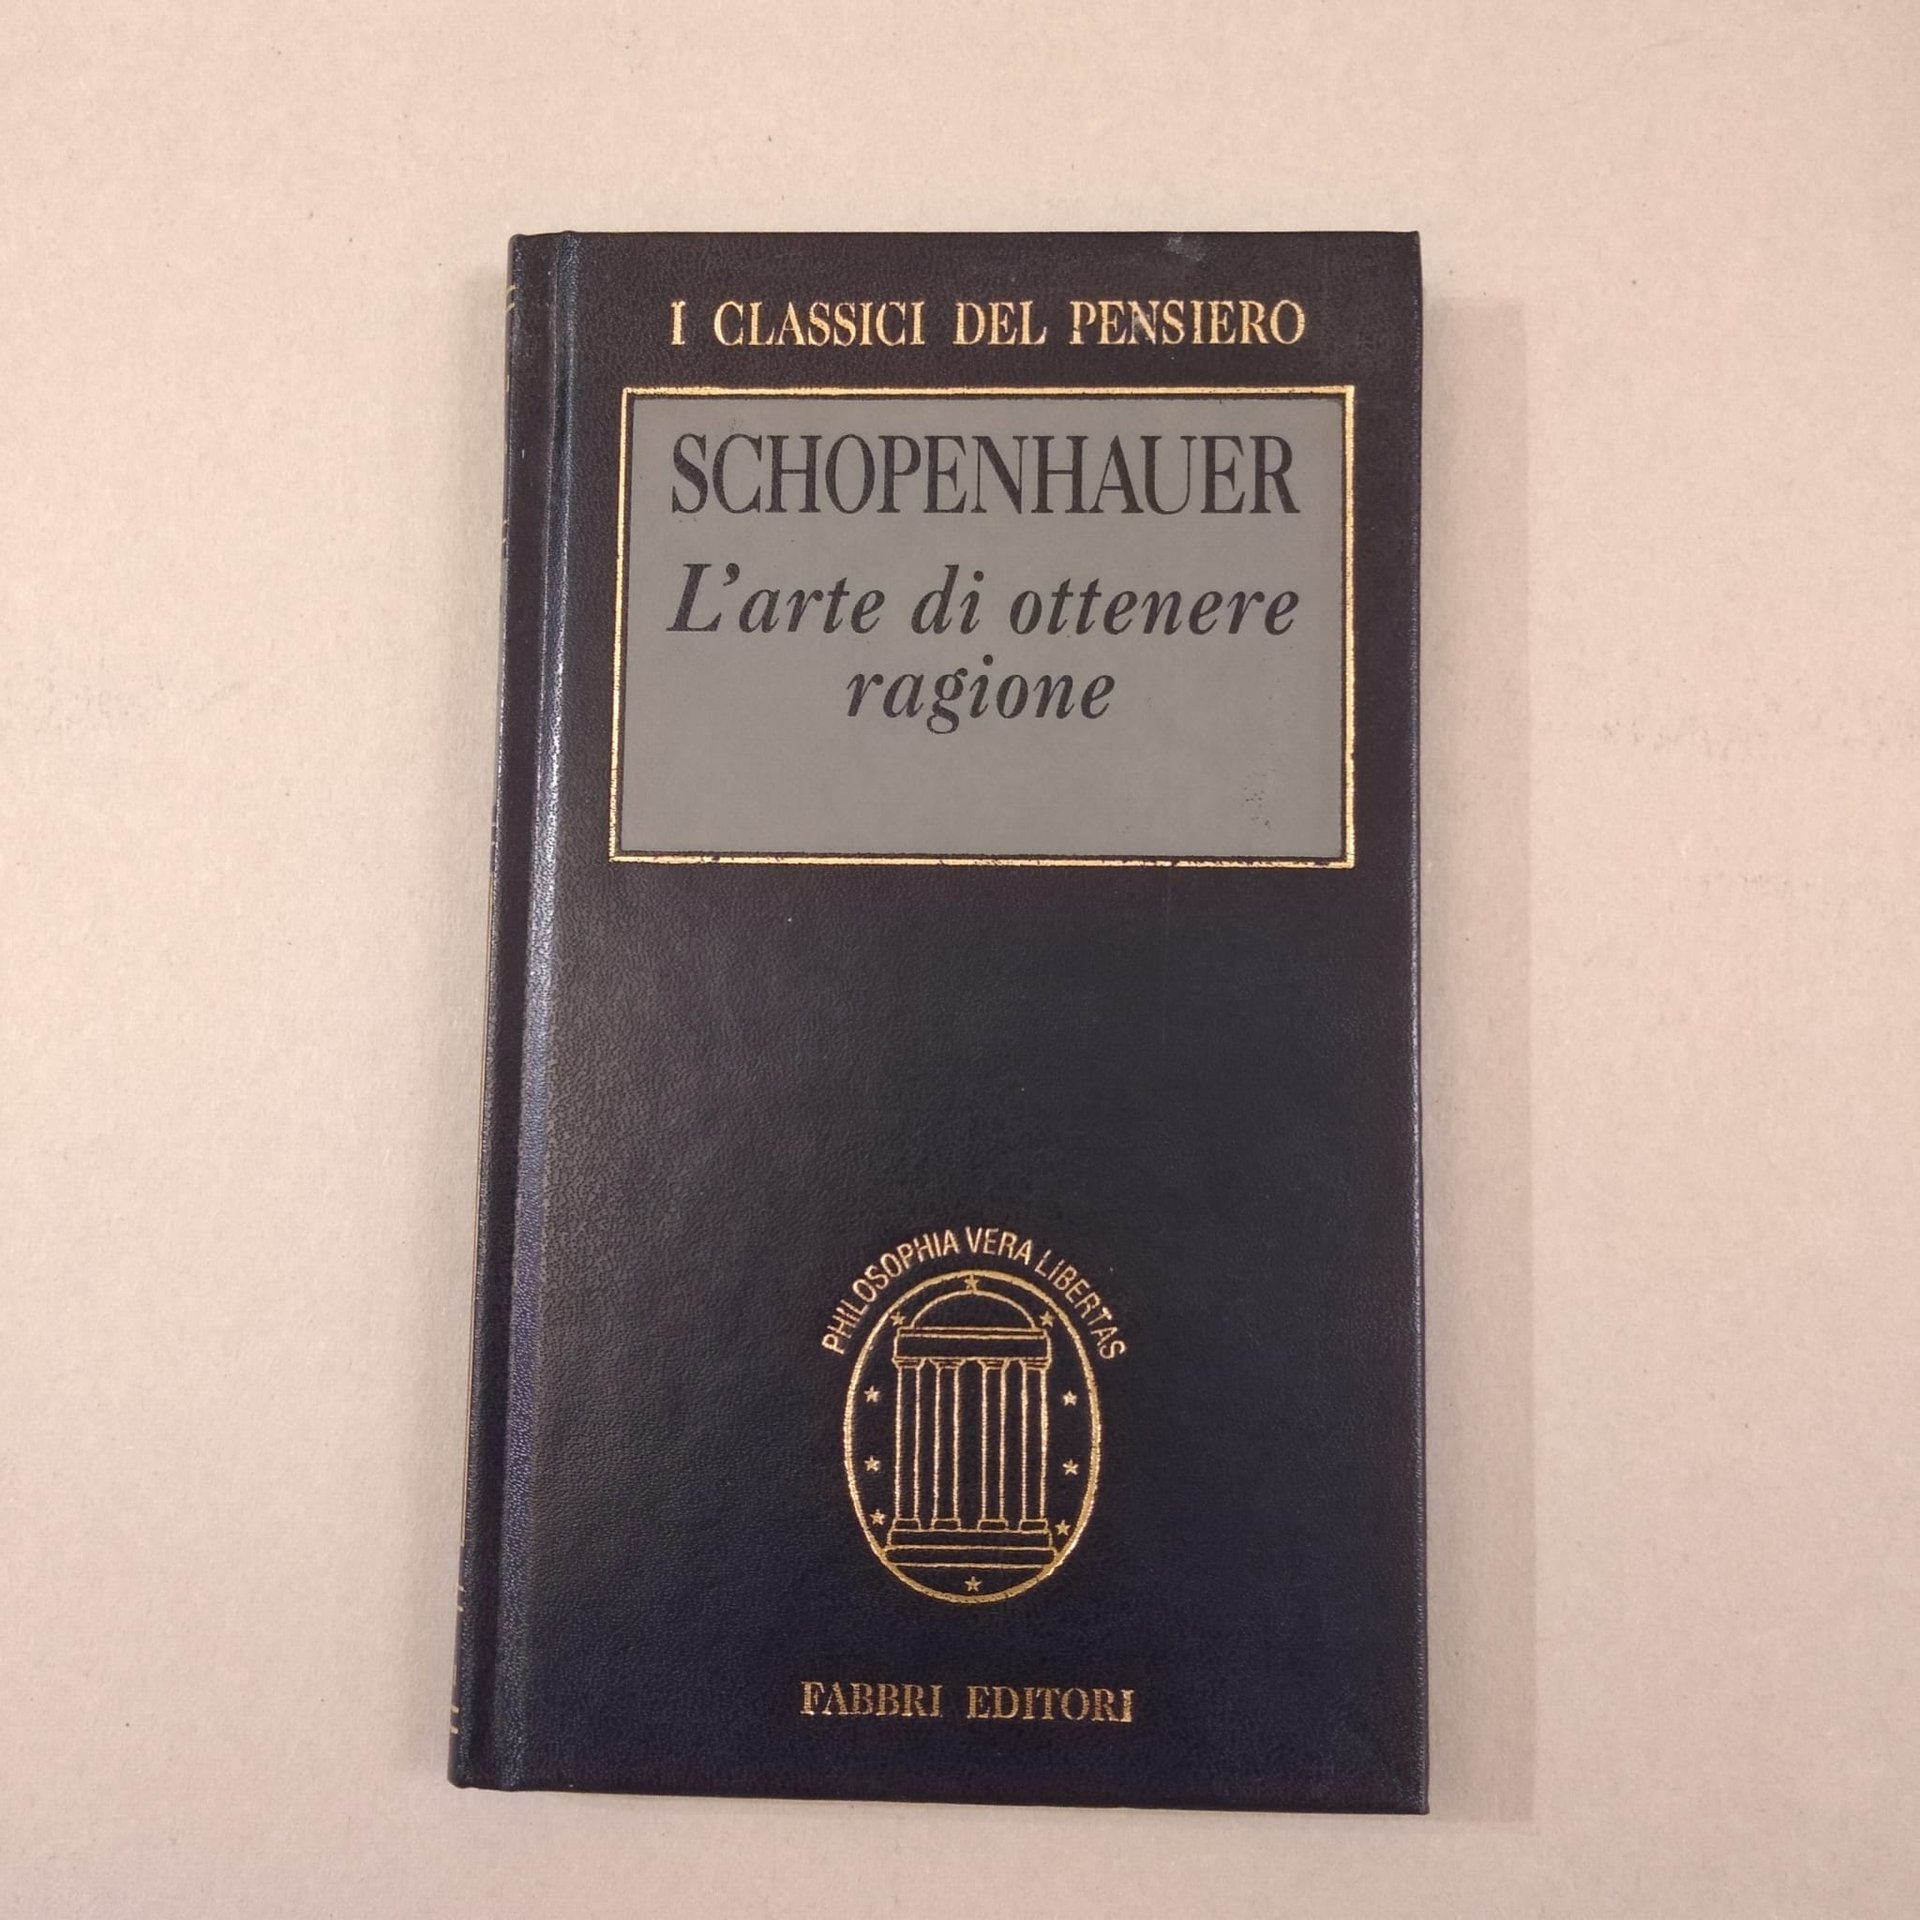 I CLASSICI DEL PENSIERO
SCHOPENHAUER
L'arte di ottenere
ragione
PHILOSOPHIA VERA LIBERTAS
FABBRI EDITORI